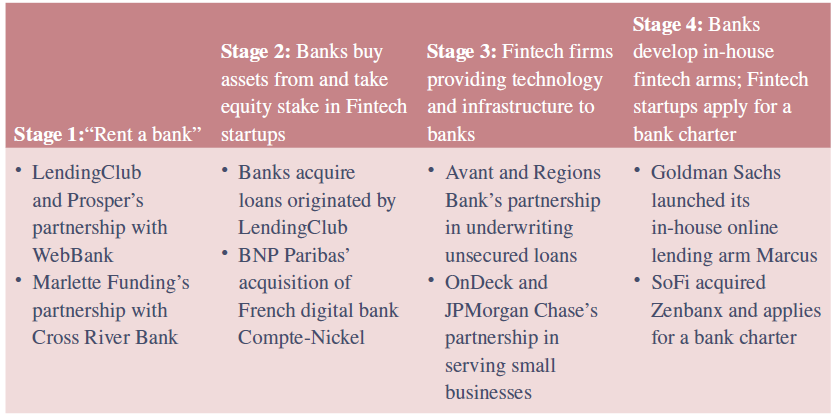 Stage 1:“Rent a bank”
Stage 2: Banks buy
assets from and take
equity stake in Fintech
startups
Stage 3: Fintech firms
providing technology
and infrastructure to
banks
Stage 4: Banks
develop in-house
fintech arms; Fintech
startups apply for a
bank charter
• LendingClub
and Prosper’s
partnership with
WebBank
• Marlette Funding’s
partnership with
Cross River Bank
• Banks acquire
loans originated by
LendingClub
• BNP Paribas’
acquisition of
French digital bank
Compte-Nickel
• Avant and Regions
Bank’s partnership
in underwriting
unsecured loans
• OnDeck and
JPMorgan Chase’s
partnership in
serving small
businesses
• Goldman Sachs
launched its
in-house online
lending arm Marcus
• SoFi acquired
Zenbanx and applies
for a bank charter